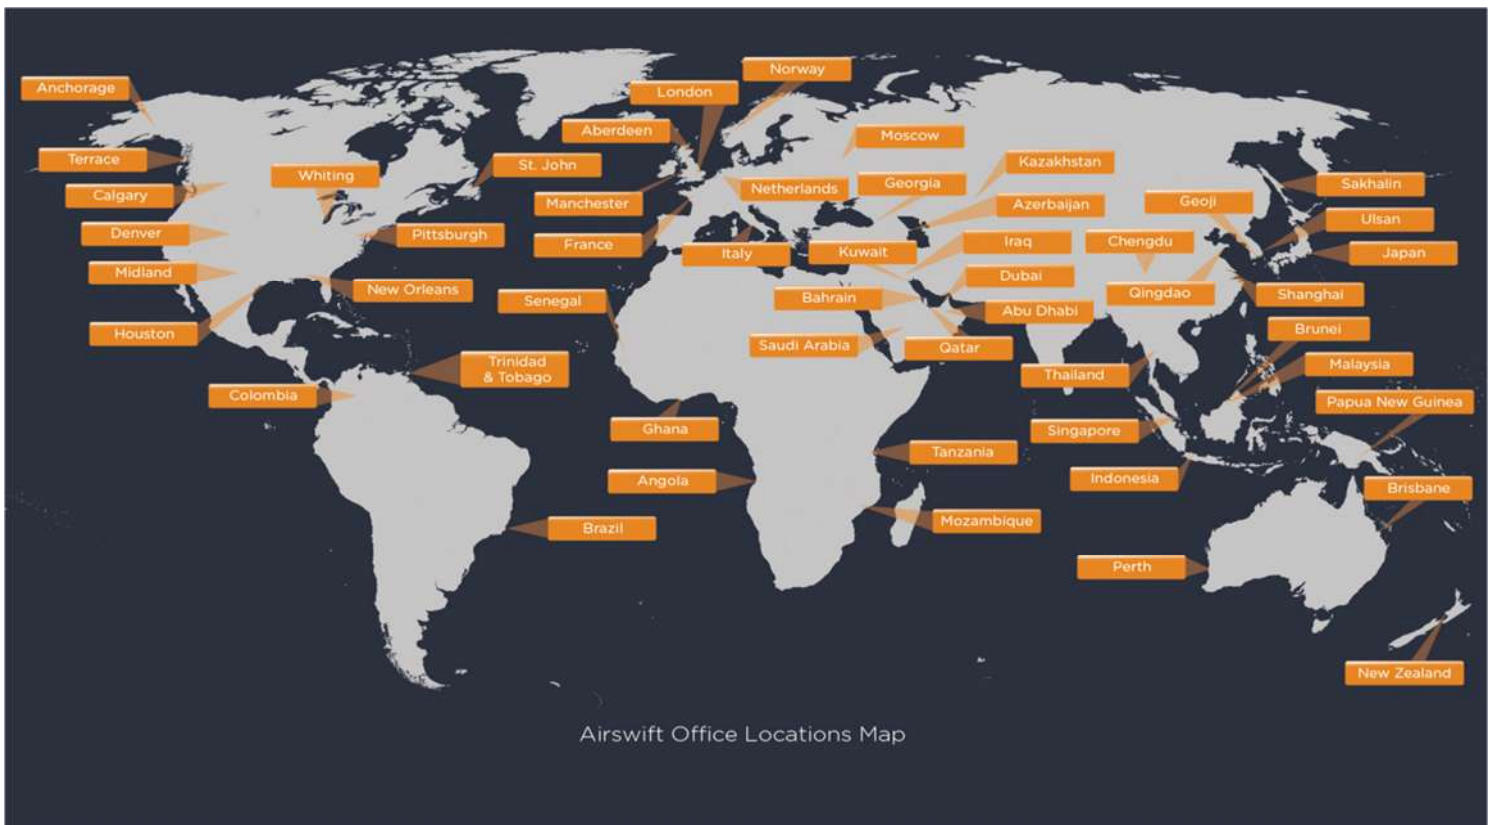 Norway
Anchorage
London
Aberdeen
Moscow
Terrace
St. John
Kazakhstan
Whiting
Netherlands
Georgia
Sakhalin
Calgary
Manchester
Azerbaijan
Geoji
Ulsan
Denver
Pittsburgh
France
Italy
Kuwait
Iraq
Chengdu
Japan
Midland
New Orleans
Dubai
Senegal
Bahrain
Abu Dhabi
Qingdao
Shanghai
Houston
Saudi Arabia
Qatar
Brunei
Trinidad
& Tobago
Thailand
Malaysia
Colombia
Papua New Guinea
Ghana
Singapore
Tanzania
Angola
Indonesia
Brisbane
Brazil
Mozambique
Perth
New Zealand
Airswift Office Locations Map